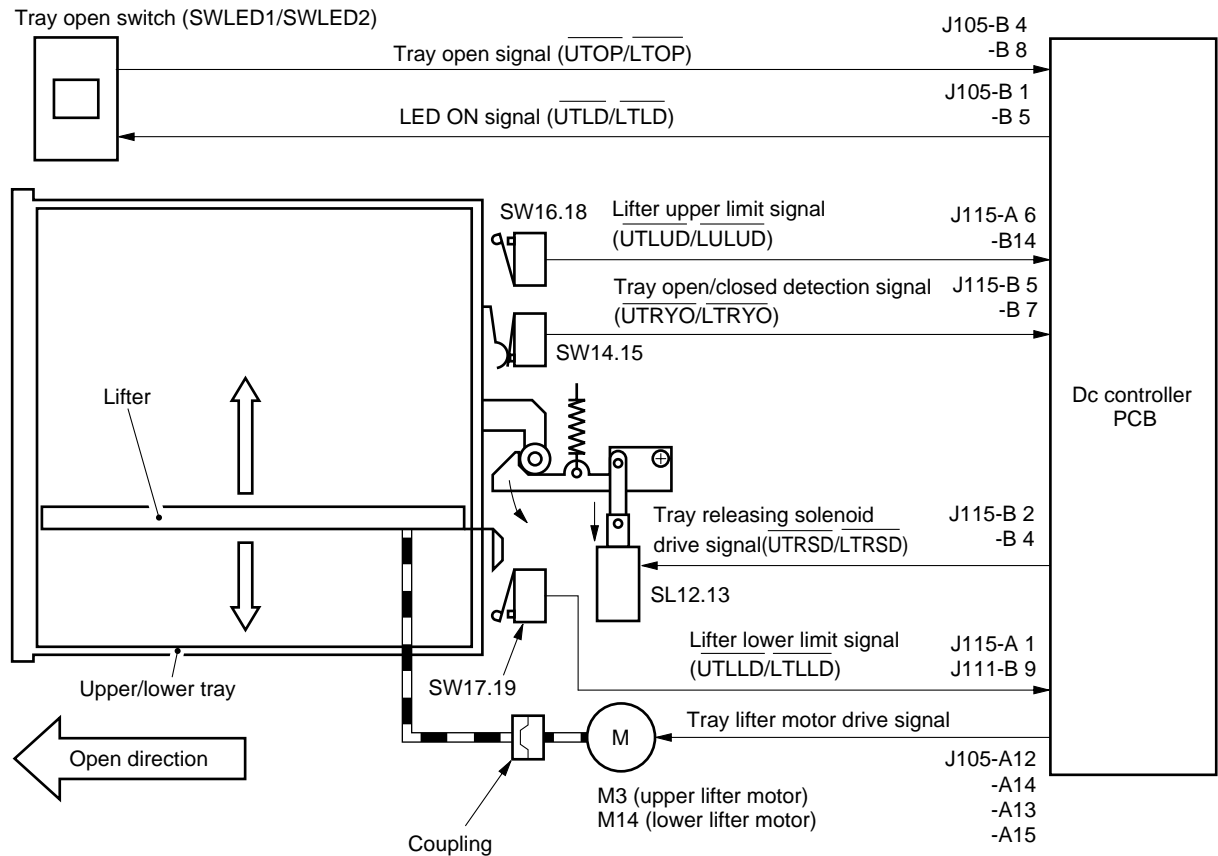 Tray open switch (SWLED1/SWLED2)
Tray open signal (UTOP/LTOP)
J105-B 4
-B 8
LED ON signal (UTLD/LTLD)
J105-B 1
-B 5
SW16.18
Lifter upper limit signal
(UTLUD/LULUD)
J115-A 6
-B14
Tray open/closed detection signal
(UTRYO/LTRYO)
J115-B 5
-B 7
SW14.15
Lifter
Dc controller
PCB
Tray releasing solenoid
drive signal(UTRSD/LTRSD)
J115-B 2
-B 4
SL12.13
Lifter lower limit signal
(UTLLD/LTLLD)
J115-A 1
J111-B 9
Upper/lower tray
SW17.19
Tray lifter motor drive signal
M
Open direction
J105-A12
-A14
-A13
-A15
M3 (upper lifter motor)
M14 (lower lifter motor)
Coupling